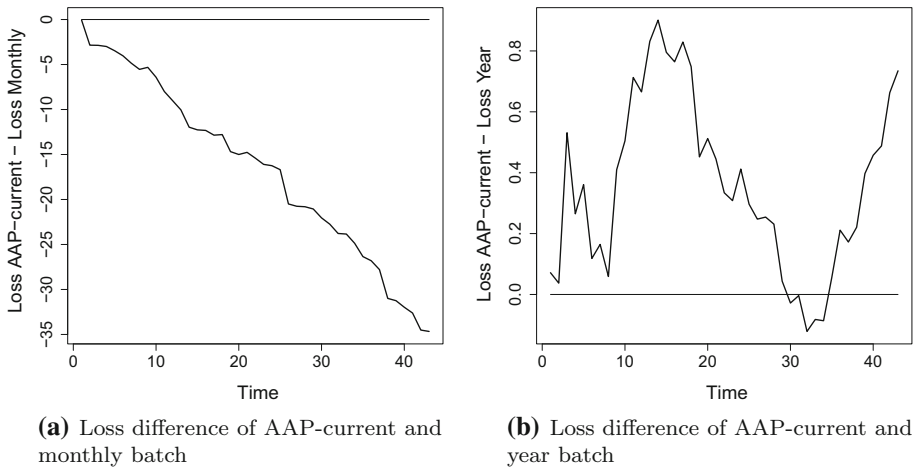 Loss AAP−current − Loss Monthly
0
−5
−10
−15
−20
−25
−30
−35
0 10 20 30 40
Time
(a) Loss difference of AAP-current and
monthly batch
Loss AAP−current − Loss Year
0.8
0.6
0.4
0.2
0.0
0 10 20 30 40
Time
(b) Loss difference of AAP-current and
year batch